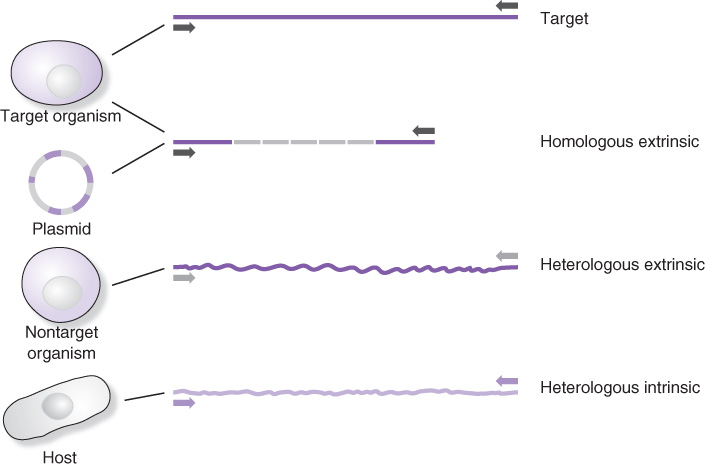 Target
Target organism
Homologous extrinsic
Plasmid
Heterologous extrinsic
Nontarget
organism
Heterologous intrinsic
Host